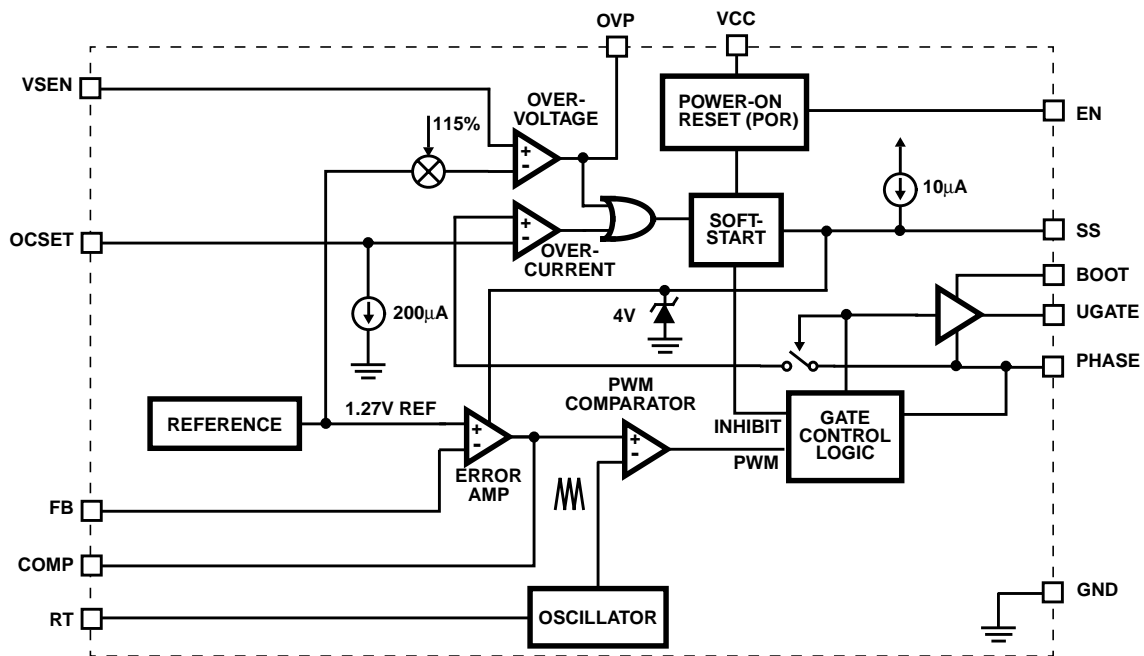 OVP
VCC
VSEN
OVER-
VOLTAGE
115%
+
-
POWER-ON
RESET (POR)
EN
10μA
OCSET
+
-
OVER-
CURRENT
SOFT-
START
SS
200μA
4V
BOOT
UGATE
PHASE
REFERENCE
1.27V REF
+
-
ERROR
AMP
PWM
COMPARATOR
+
-
INHIBIT
PWM
GATE
CONTROL
LOGIC
FB
COMP
RT
OSCILLATOR
GND